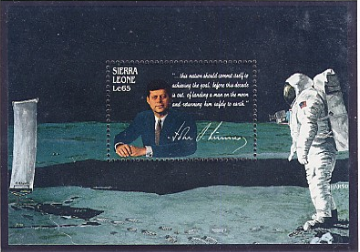 SIERRA
LEONE
Le65
"...this nation should commit itself to
achieving the goal, before this decade
is out, of landing a man on the moon
and returning him safely to earth."
John F. Kennedy